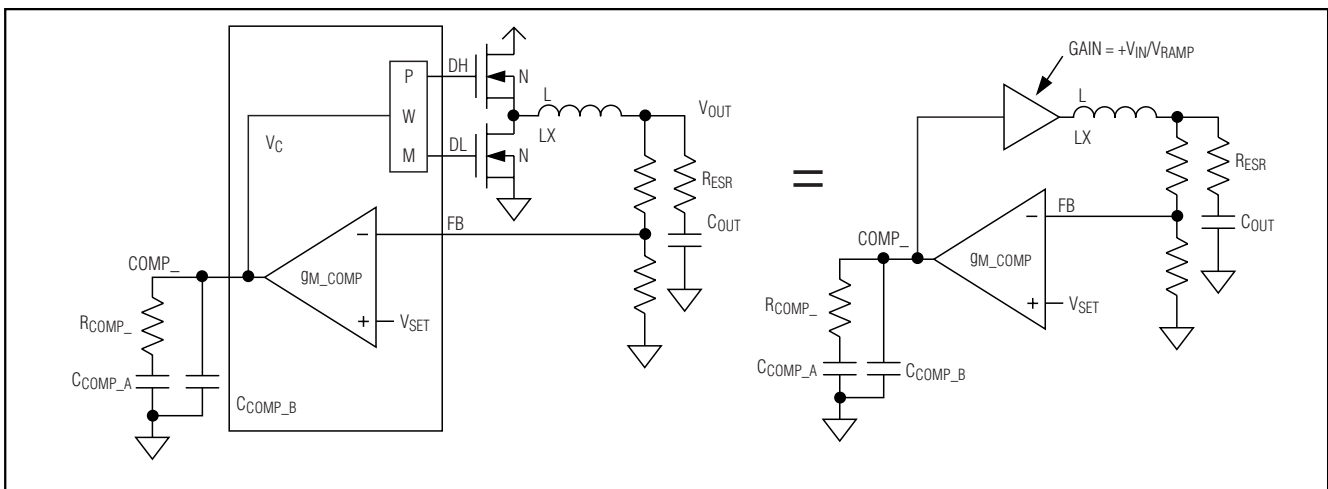 GAIN = +VIN/VRAMP
P
W
M
DH
DL
N
N
L
LX
VOUT
VC
RESR
COUT
FB
COMP_
gM_COMP
VSET
RCOMP_
CCOMP_A
CCOMP_B
+
−
=
L
LX
RESR
COUT
FB
COMP_
gM_COMP
VSET
RCOMP_
CCOMP_A
CCOMP_B
+
−